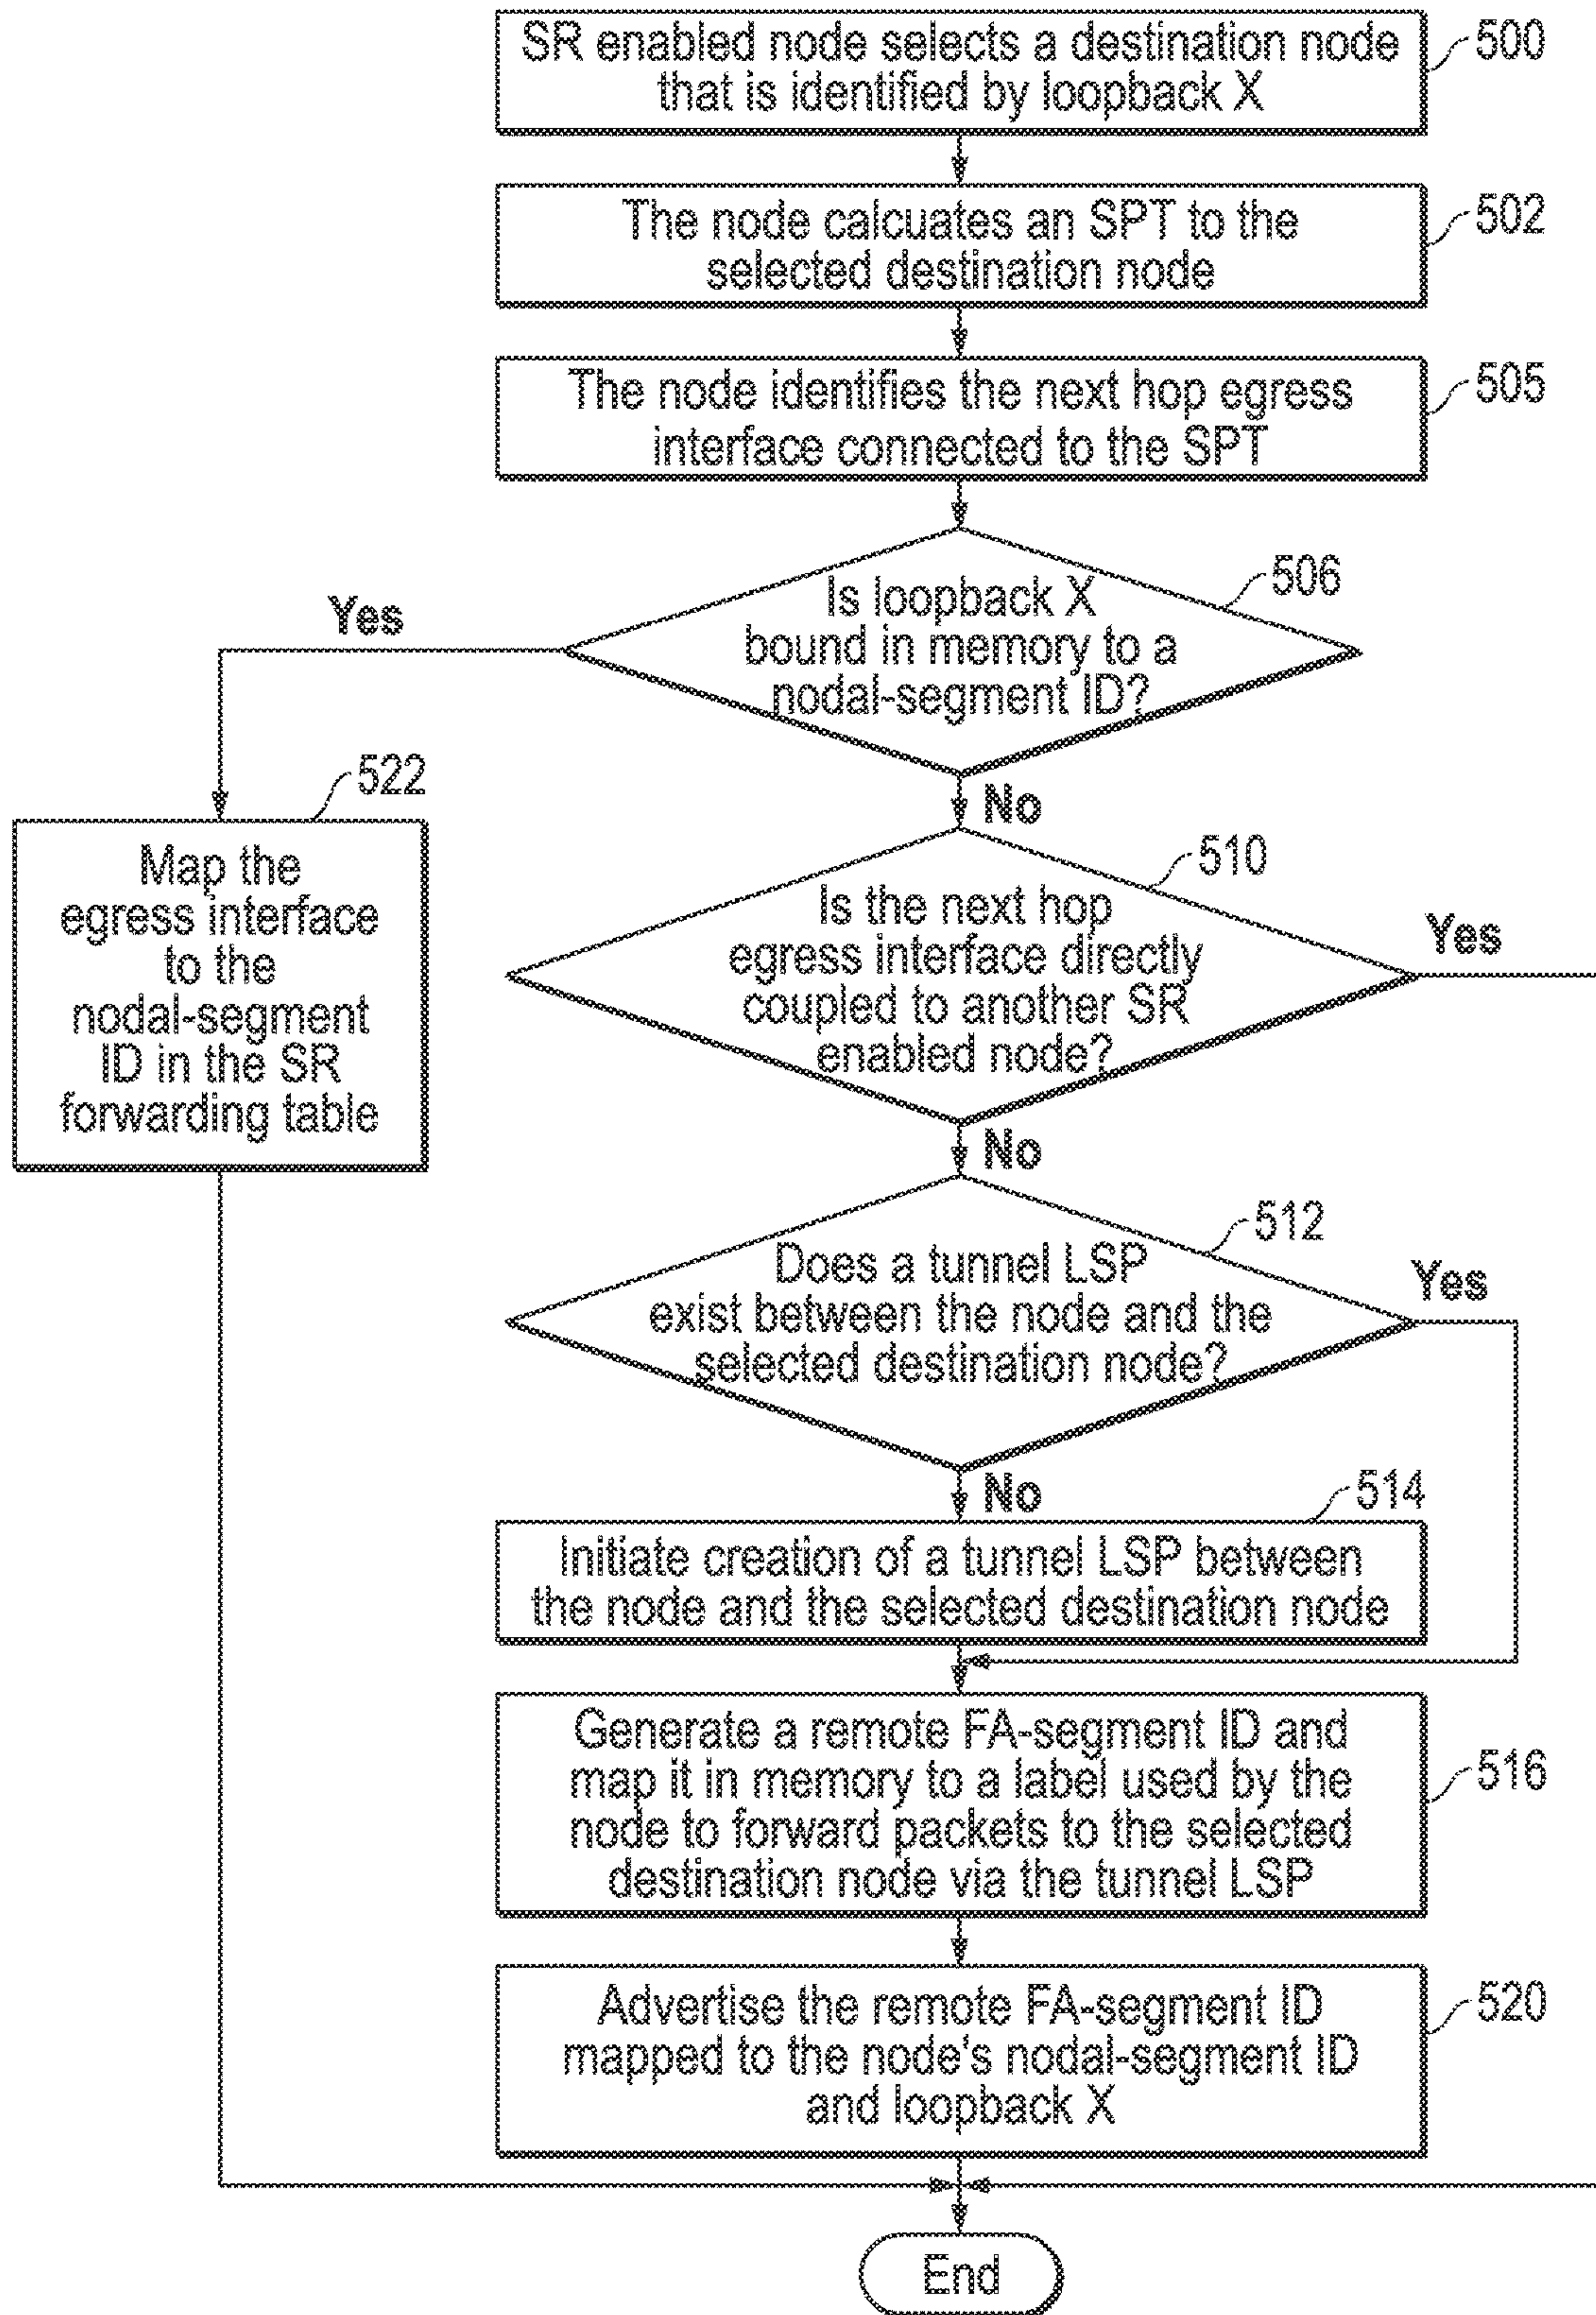 SR enabled node selects a destination node
that is identified by loopback X
500
The node calcuates an SPT to the
selected destination node
502
The node identifies the next hop egress
interface connected to the SPT
505
Is loopback X
bound in memory to a
nodal-segment ID?
506
Yes
No
522
Map the
egress interface
to the
nodal-segment
ID in the SR
forwarding table
Is the next hop
egress interface directly
coupled to another SR
enabled node?
510
Yes
No
Does a tunnel LSP
exist between the node and the
selected destination node?
512
Yes
No
514
Initiate creation of a tunnel LSP between
the node and the selected destination node
Generate a remote FA-segment ID and
map it in memory to a label used by the
node to forward packets to the selected
destination node via the tunnel LSP
516
Advertise the remote FA-segment ID
mapped to the node's nodal-segment ID
and loopback X
520
End